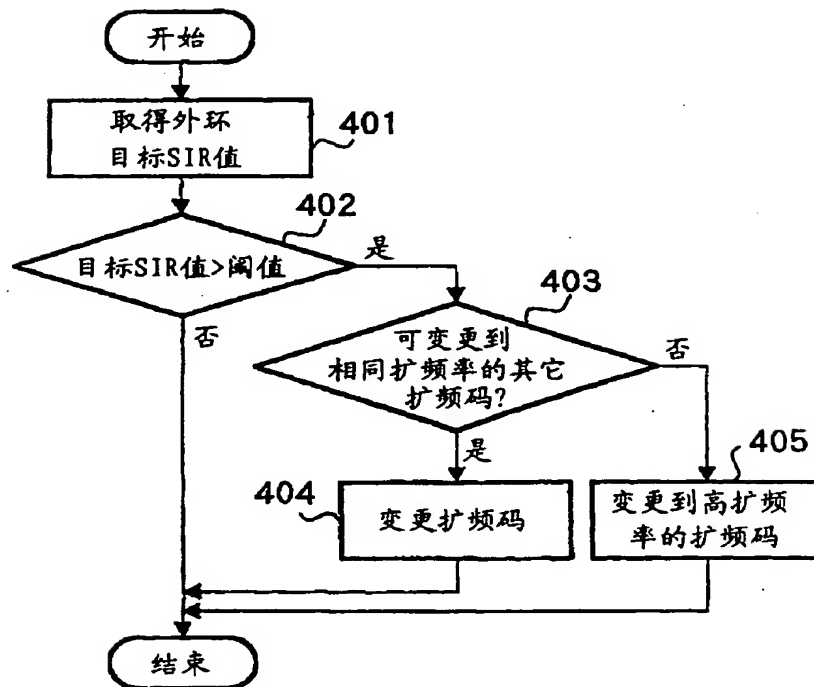 开始
取得外环
目标SIR值
401
402
目标SIR值>阈值
是
否
403
可变更到
相同扩频率的其它
扩频码?
否
是
404
变更扩频码
405
变更到高扩频
率的扩频码
结束